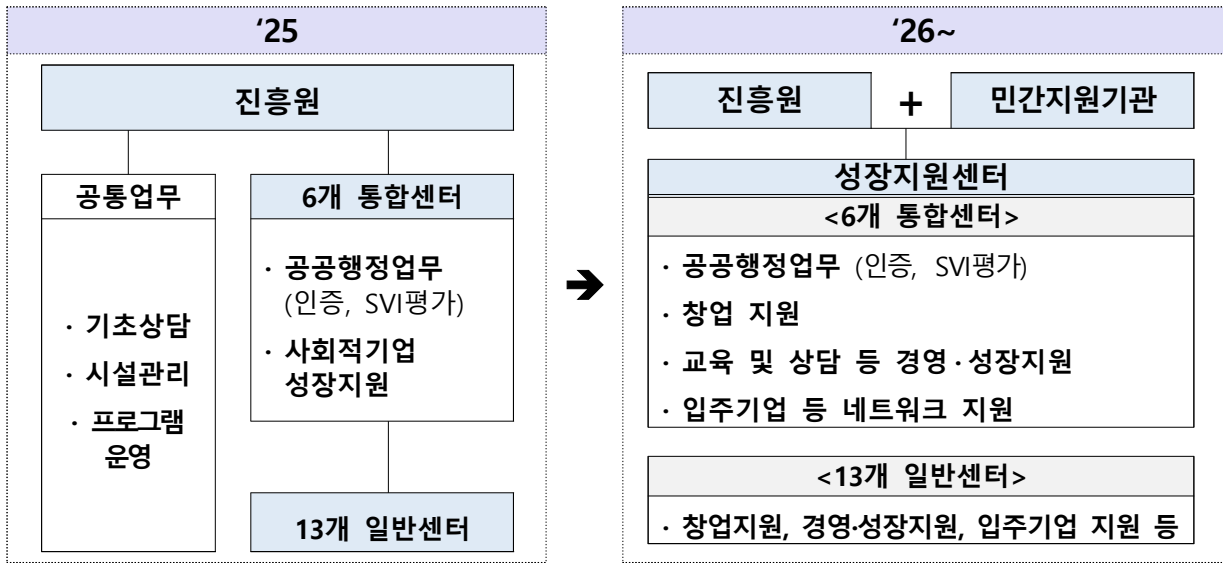 ‘25
진흥원
공통업무
· 기초상담
· 시설관리
· 프로그램
운영
6개 통합센터
· 공공행정업무
(인증, SVI평가)
· 사회적기업
성장지원
13개 일반센터
➔
‘26~
진흥원
+
민간지원기관
성장지원센터
<6개 통합센터>
· 공공행정업무 (인증, SVI평가)
· 창업 지원
· 교육 및 상담 등 경영·성장지원
· 입주기업 등 네트워크 지원
<13개 일반센터>
· 창업지원, 경영·성장지원, 입주기업 지원 등